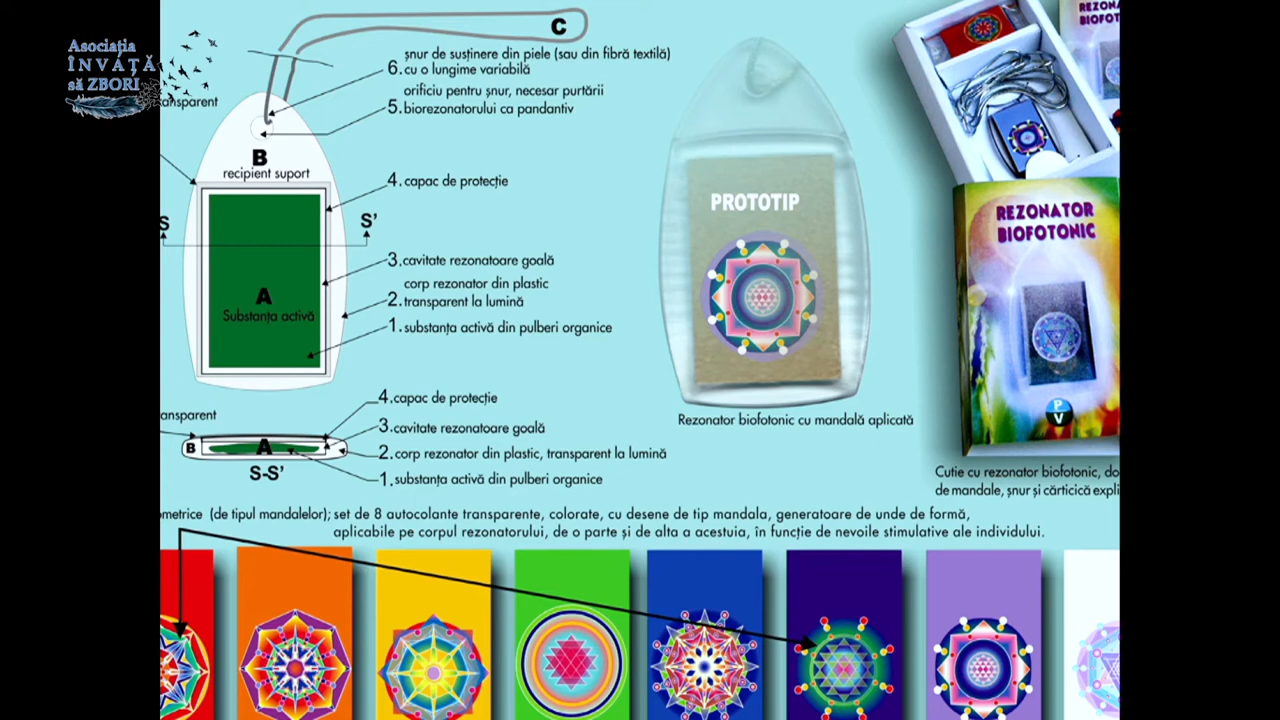 Asociația
ÎNVAȚĂ
să ZBORI
transparent
C
șnur de susținere din piele (sau din fibră textilă)
6. cu o lungime variabilă
orificiu pentru șnur, necesar purtării
5. biorezonatorului ca pandantiv
B
recipient suport
4. capac de protecție
S
S'
3. cavitate rezonatoare goală
corp rezonator din plastic
2. transparent la lumină
A
Substanța activă
1. substanța activă din pulberi organice
PROTOTIP
Rezonator biofotonic cu mandală aplicată
REZONATOR
BIOFOTONIC
REZONATOR
BIOFOTONIC
P
V
Cutie cu rezonator biofotonic, do
de mandale, șnur și cărticică expli
ansparent
4. capac de protecție
3. cavitate rezonatoare goală
B
A
2. corp rezonator din plastic, transparent la lumină
S-S'
1. substanța activă din pulberi organice
ometrice (de tipul mandalelor); set de 8 autocolante transparente, colorate, cu desene de tip mandala, generatoare de unde de formă,
aplicabile pe corpul rezonatorului, de o parte și de alta a acestuia, în funcție de nevoile stimulative ale individului.